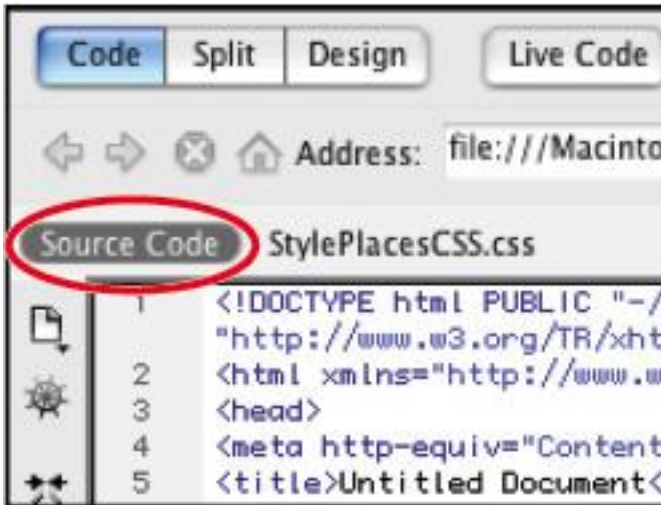 Code Split Design Live Code
Address: file:///Macinto
Source Code StylePlacesCSS.css
1 <!DOCTYPE html PUBLIC "-/
"http://www.w3.org/TR/xht
2 <html xmlns="http://www.w
3 <head>
4 <meta http-equiv="Content
5 <title>Untitled Document<